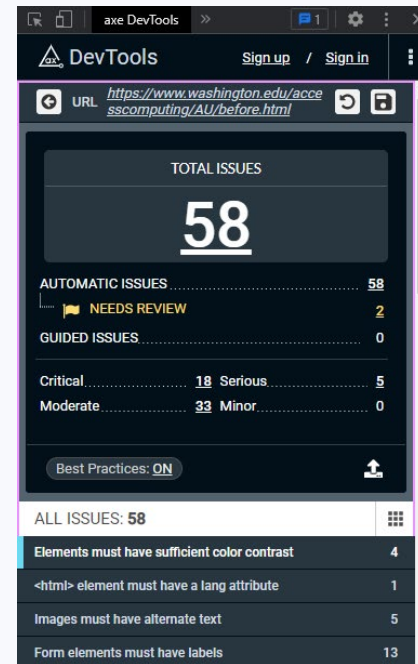 axe DevTools » 1
ax DevTools Sign up / Sign in
URL https://www.washington.edu/acce
sscomputing/AU/before.html
TOTAL ISSUES
58
AUTOMATIC ISSUES 58
NEEDS REVIEW 2
GUIDED ISSUES 0
Critical 18 Serious 5
Moderate 33 Minor 0
Best Practices: ON
ALL ISSUES: 58
Elements must have sufficient color contrast 4
<html> element must have a lang attribute 1
Images must have alternate text 5
Form elements must have labels 13